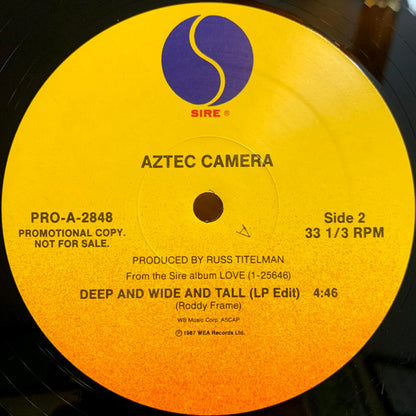 SIRE ®
AZTEC CAMERA
PRO-A-2848
PROMOTIONAL COPY.
NOT FOR SALE.
Side 2
33 1/3 RPM
PRODUCED BY RUSS TITELMAN
From the Sire album LOVE (1-25646)
DEEP AND WIDE AND TALL (LP Edit) 4:46
(Roddy Frame)
WB Music Corp. ASCAP
℗ 1987 WEA Records Ltd.